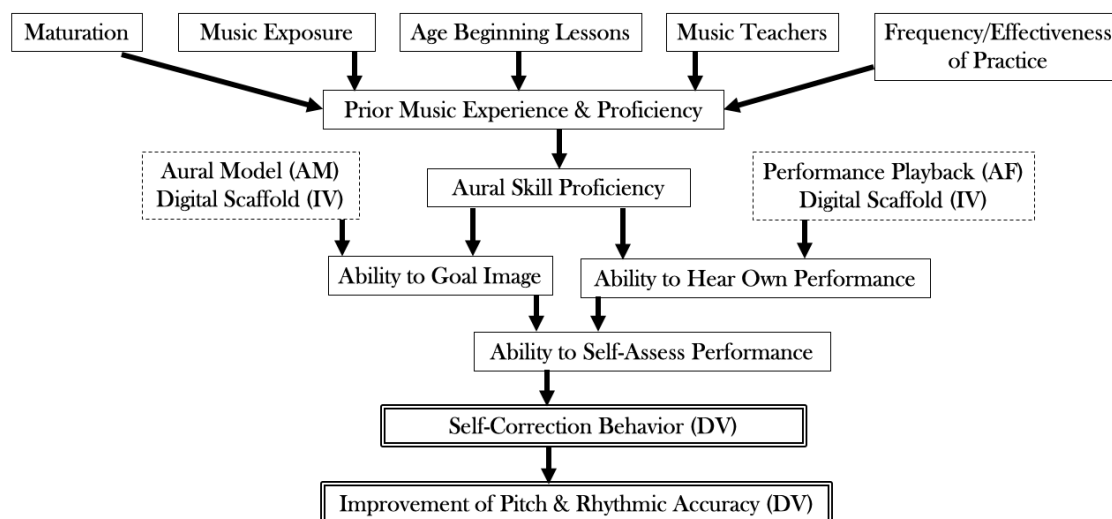 Maturation
Music Exposure
Age Beginning Lessons
Music Teachers
Frequency/Effectiveness
of Practice
Prior Music Experience & Proficiency
Aural Model (AM)
Digital Scaffold (IV)
Aural Skill Proficiency
Performance Playback (AF)
Digital Scaffold (IV)
Ability to Goal Image
Ability to Hear Own Performance
Ability to Self-Assess Performance
Self-Correction Behavior (DV)
Improvement of Pitch & Rhythmic Accuracy (DV)